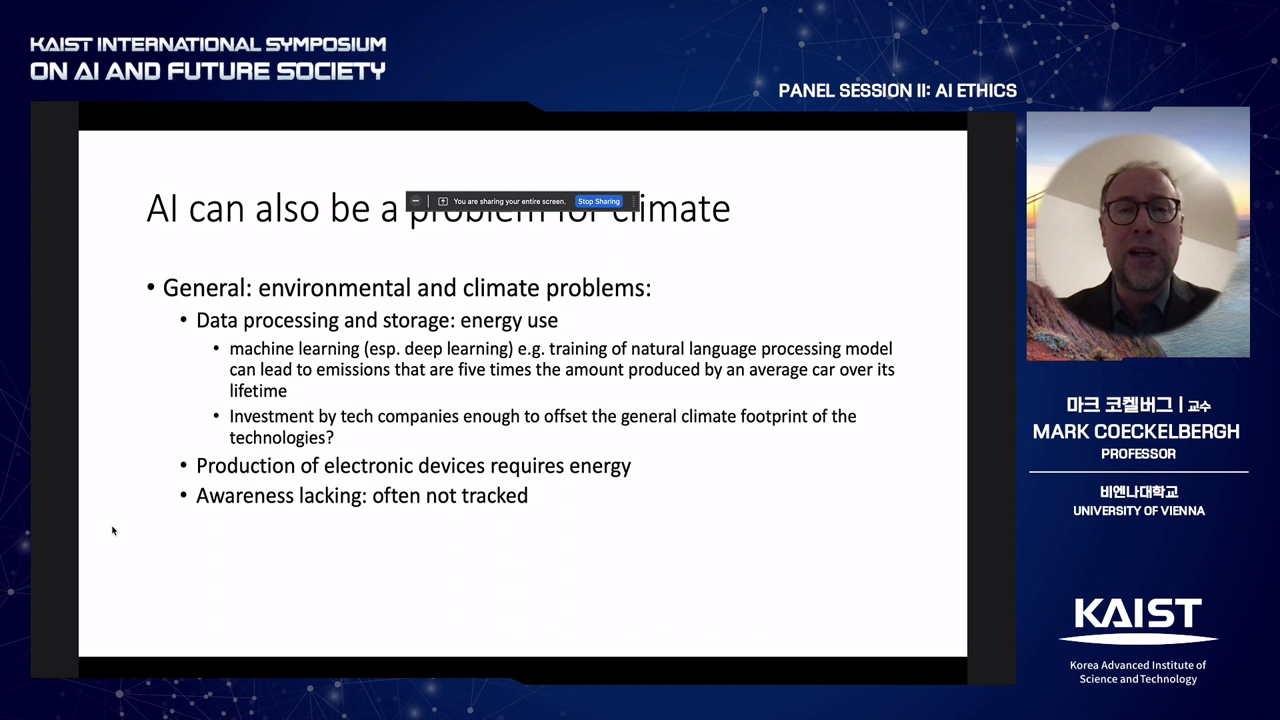 KAIST INTERNATIONAL SYMPOSIUM
ON AI AND FUTURE SOCIETY
PANEL SESSION II: AI ETHICS
AI can also be a problem for climate
You are sharing your entire screen.
Stop Sharing
• General: environmental and climate problems:
• Data processing and storage: energy use
• machine learning (esp. deep learning) e.g. training of natural language processing model
can lead to emissions that are five times the amount produced by an average car over its
lifetime
• Investment by tech companies enough to offset the general climate footprint of the
technologies?
• Production of electronic devices requires energy
• Awareness lacking: often not tracked
마크 코켈버그 | 교수
MARK COECKELBERGH
PROFESSOR
비엔나대학교
UNIVERSITY OF VIENNA
KAIST
Korea Advanced Institute of
Science and Technology